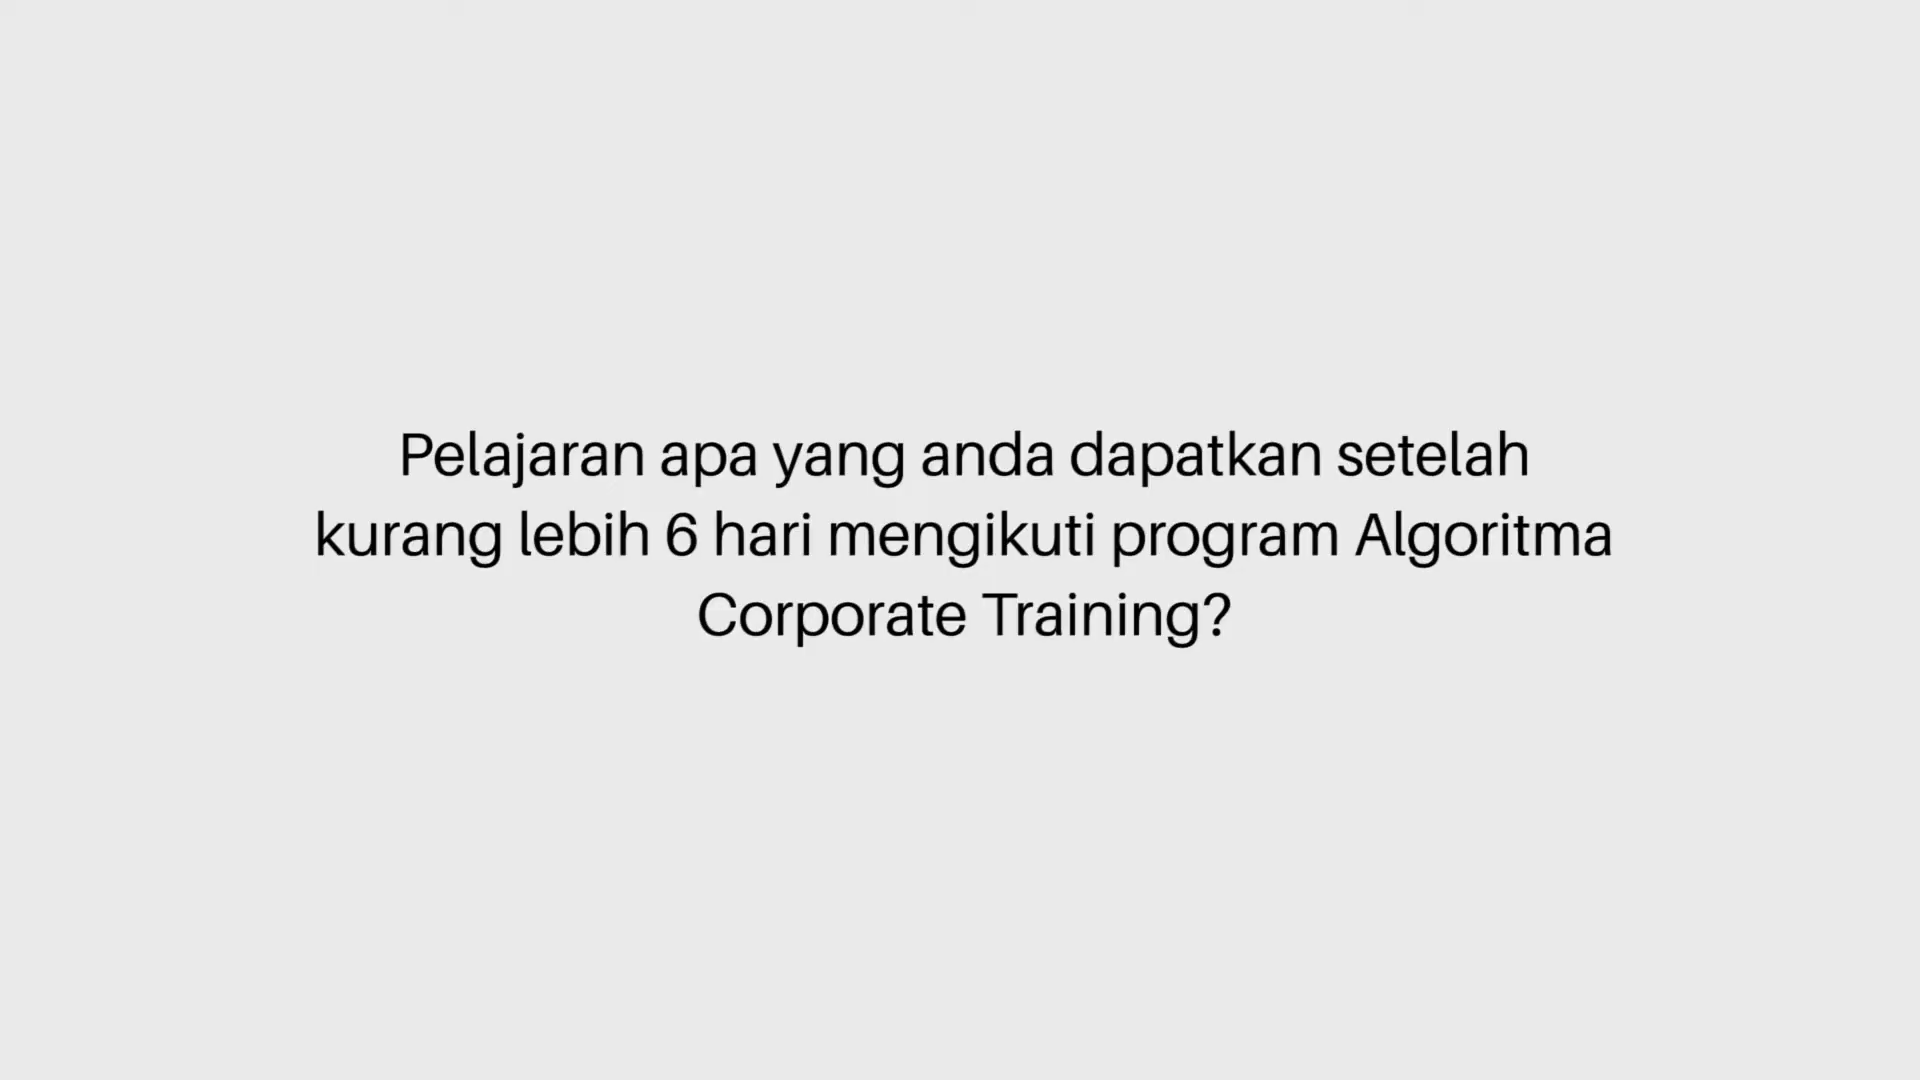 Pelajaran apa yang anda dapatkan setelah
kurang lebih 6 hari mengikuti program Algoritma
Corporate Training?